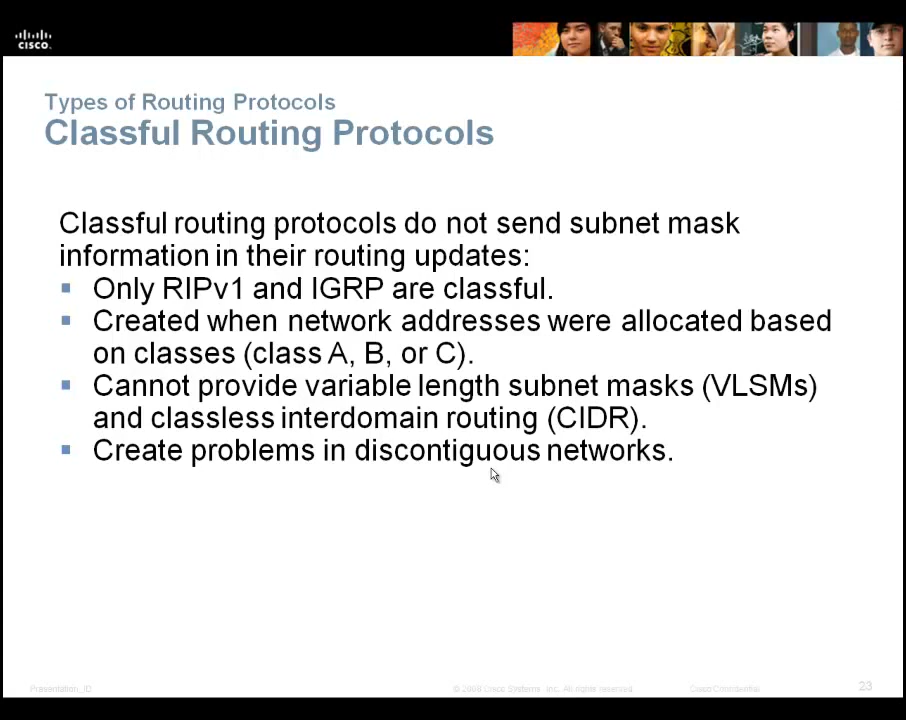 CISCO
Types of Routing Protocols
Classful Routing Protocols
Classful routing protocols do not send subnet mask
information in their routing updates:
Only RIPv1 and IGRP are classful.
Created when network addresses were allocated based
on classes (class A, B, or C).
Cannot provide variable length subnet masks (VLSMs)
and classless interdomain routing (CIDR).
Create problems in discontiguous networks.
Presentation_ID
© 2008 Cisco Systems, Inc. All rights reserved.
Cisco Confidential
23